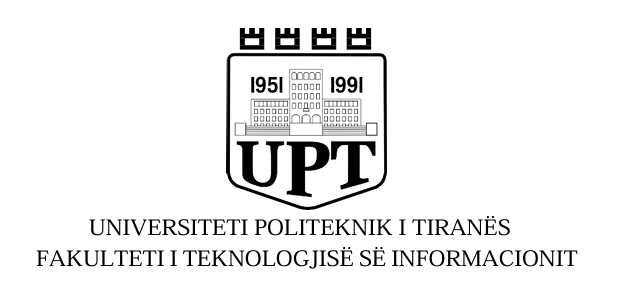 1951 1991
UPT
UNIVERSITETI POLITEKNIK I TIRANËS
FAKULTETI I TEKNOLOGJISË SË INFORMACIONIT